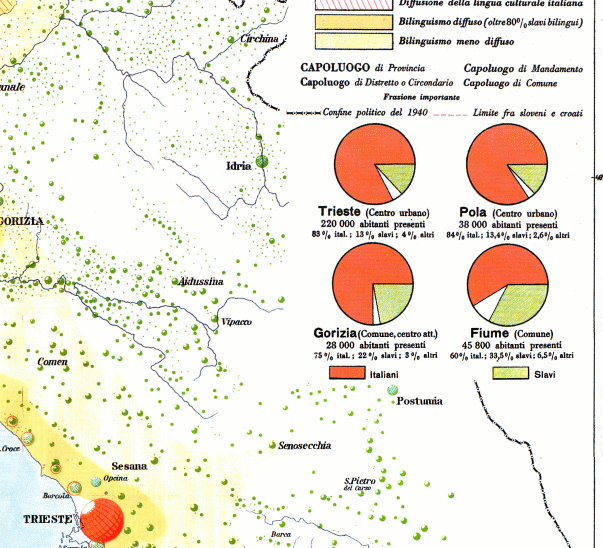 Diffusione della lingua culturale italiana
Bilinguismo diffuso (oltre 80% slavi bilingui)
Bilinguismo meno diffuso
CAPOLUOGO di Provincia
Capoluogo di Mandamento
Capoluogo di Distretto o Circondario
Capoluogo di Comune
Frazione importante
Confine politico del 1940
Limite fra sloveni e croati
Trieste (Centro urbano)
220 000 abitanti presenti
83% ital.; 13% slavi; 4% altri
Pola (Centro urbano)
38 000 abitanti presenti
84% ital.; 13,4% slavi; 2,6% altri
Gorizia (Comune, centro att.)
28 000 abitanti presenti
75% ital.; 22% slavi; 3% altri
Fiume (Comune)
45 800 abitanti presenti
60% ital.; 33,5% slavi; 6,5% altri
Italiani
Slavi
Circhina
nale
Idria
GORIZIA
Aidussina
Vipacco
Comen
Postumia
Senosecchia
S. Croce
Sesana
Opcina
S. Pietro
del Carso
Barcola
TRIESTE
Barca